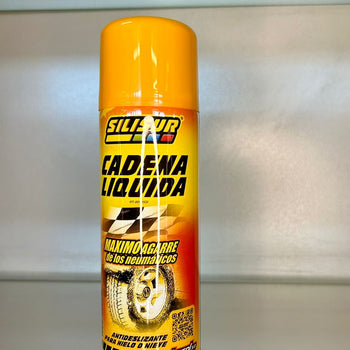 SILISUR
CADENA
LIQUIDA
MAXIMO AGARRE
de los neumáticos
ANTIDESLIZANTE
PARA HIELO O NIEVE